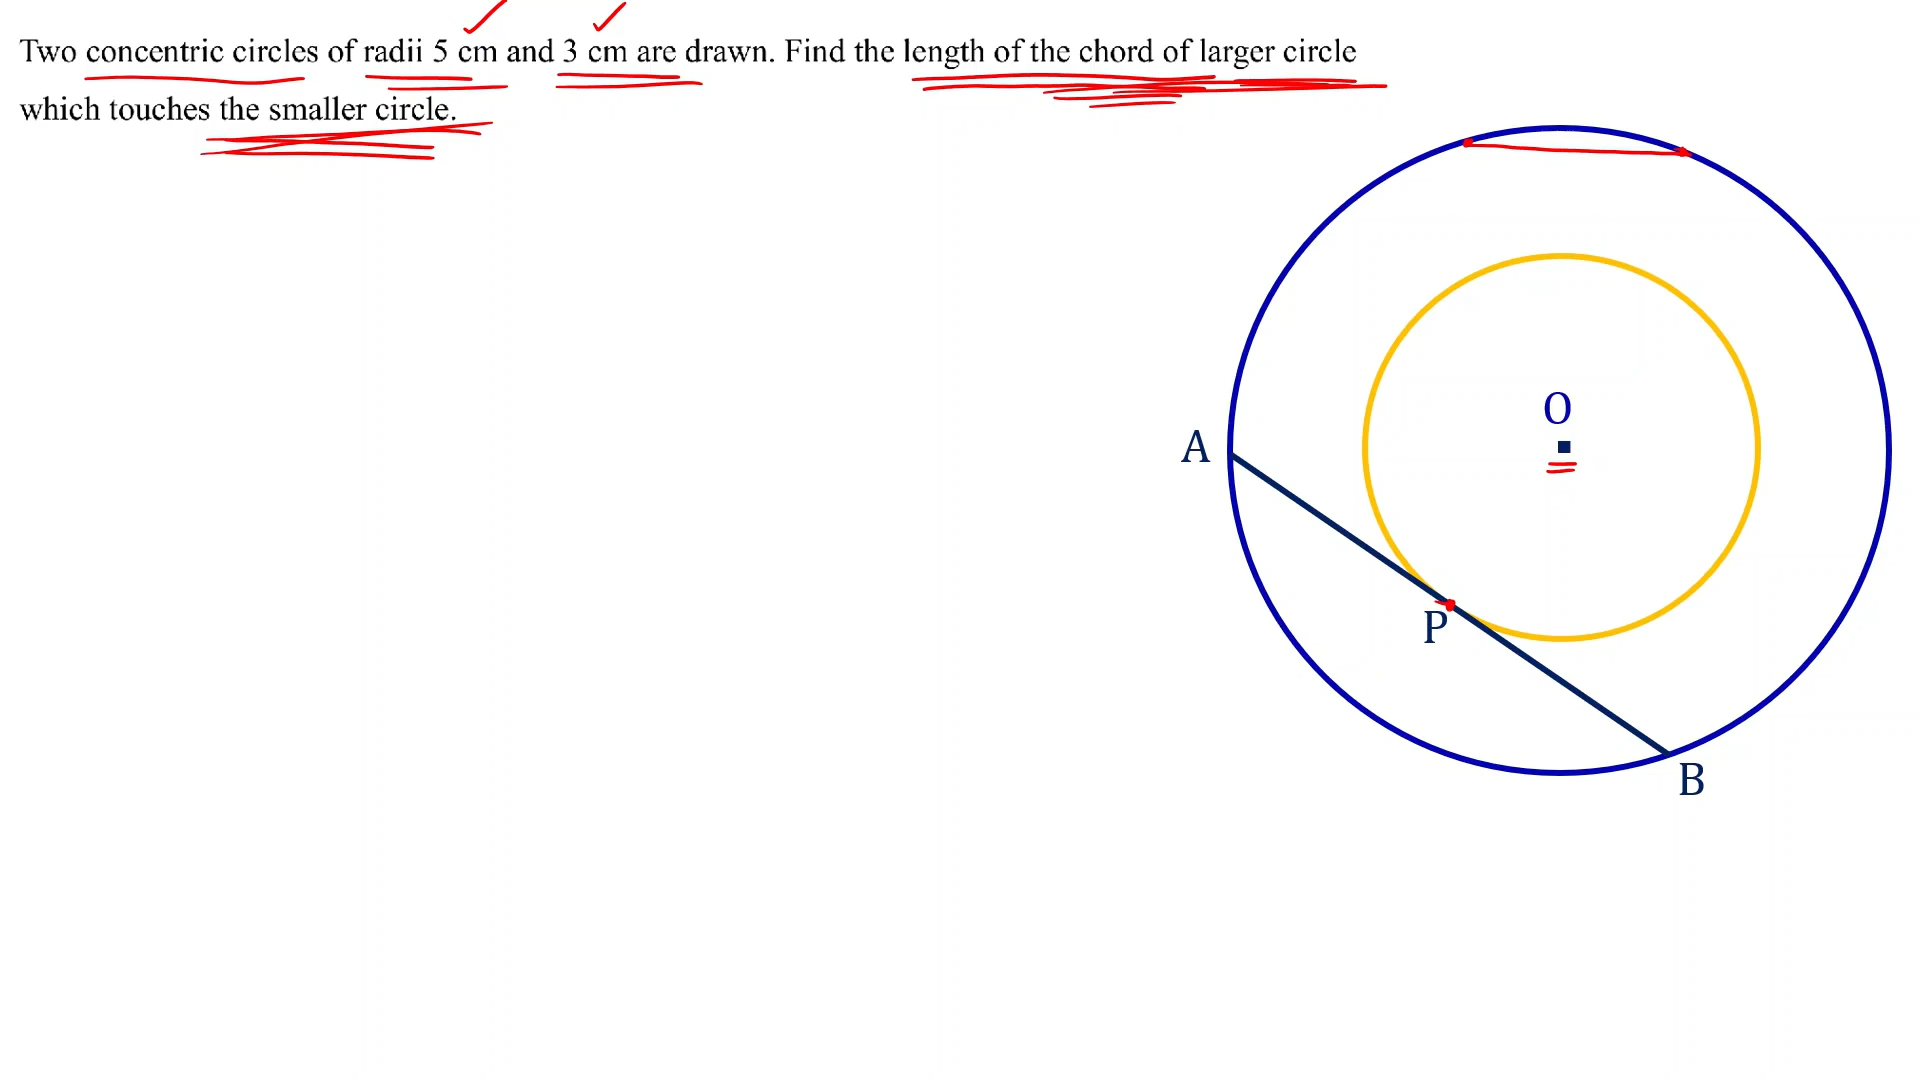 Two concentric circles of radii 5 cm and 3 cm are drawn. Find the length of the chord of larger circle
which touches the smaller circle.
O
A
P
B